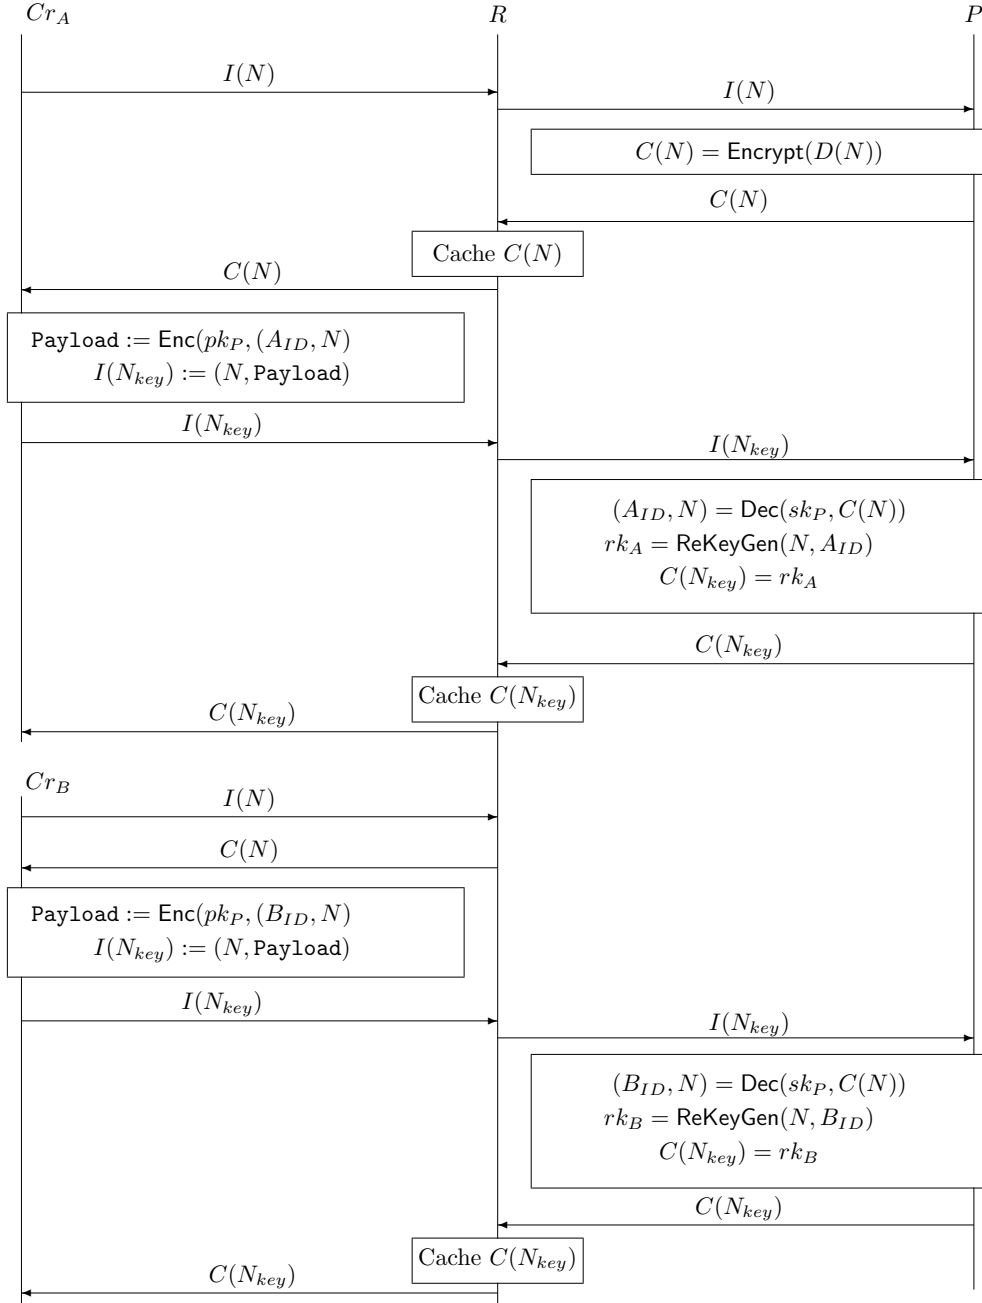 Cr_A R P
I(N)
I(N)
C(N) = Encrypt(D(N))
C(N)
Cache C(N)
C(N)
Payload := Enc(pk_P, (A_ID, N)
I(N_key) := (N, Payload)
I(N_key)
I(N_key)
(A_ID, N) = Dec(sk_P, C(N))
rk_A = ReKeyGen(N, A_ID)
C(N_key) = rk_A
C(N_key)
Cache C(N_key)
C(N_key)
Cr_B
I(N)
C(N)
Payload := Enc(pk_P, (B_ID, N)
I(N_key) := (N, Payload)
I(N_key)
I(N_key)
(B_ID, N) = Dec(sk_P, C(N))
rk_B = ReKeyGen(N, B_ID)
C(N_key) = rk_B
C(N_key)
Cache C(N_key)
C(N_key)